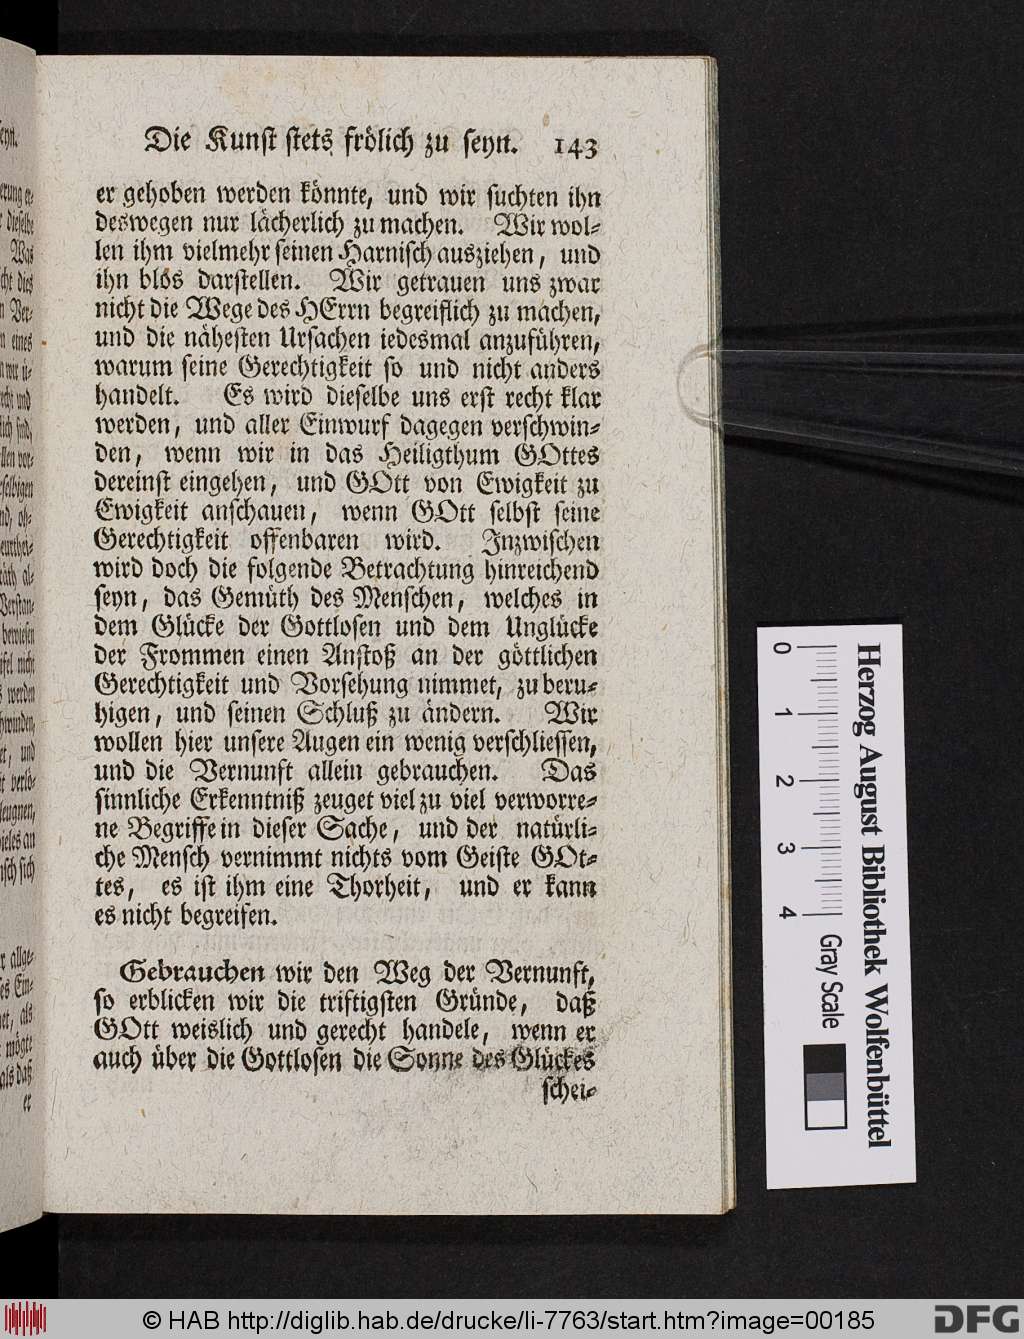 Die Kunst stets frölich zu seyn. 143
er gehoben werden könnte, und wir suchten ihn
deswegen nur lächerlich zu machen. Wir wol-
len ihm vielmehr seinen Harnisch ausziehen, und
ihn blos darstellen. Wir getrauen uns zwar
nicht die Wege des HErrn begreiflich zu machen,
und die nähesten Ursachen iedesmal anzuführen,
warum seine Gerechtigkeit so und nicht anders
handelt. Es wird dieselbe uns erst recht klar
werden, und aller Einwurf dagegen verschwin-
den, wenn wir in das Heiligthum GOttes
dereinst eingehen, und GOtt von Ewigkeit zu
Ewigkeit anschauen, wenn GOtt selbst seine
Gerechtigkeit offenbaren wird. Inzwischen
wird doch die folgende Betrachtung hinreichend
seyn, das Gemüth des Menschen, welches in
dem Glücke der Gottlosen und dem Unglücke
der Frommen einen Anstoß an der göttlichen
Gerechtigkeit und Vorsehung nimmet, zu beru-
higen, und seinen Schluß zu ändern. Wir
wollen hier unsere Augen ein wenig verschliessen,
und die Vernunft allein gebrauchen. Das
sinnliche Erkenntniß zeuget viel zu viel verworre-
ne Begriffe in dieser Sache, und der natürli-
che Mensch vernimmt nichts vom Geiste GOt-
tes, es ist ihm eine Thorheit, und er kann
es nicht begreifen.
Gebrauchen wir den Weg der Vernunft,
so erblicken wir die triftigsten Gründe, daß
GOtt weislich und gerecht handele, wenn er
auch über die Gottlosen die Sonne des Glückes
schei-
0 1 2 3 4
Gray Scale
Herzog August Bibliothek Wolfenbüttel
© HAB http://diglib.hab.de/drucke/li-7763/start.htm?image=00185
DFG